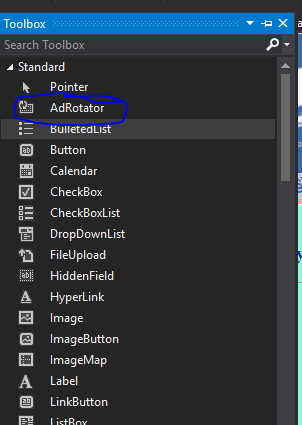 Toolbox
Search Toolbox
Standard
Pointer
AdRotator
BulletedList
Button
Calendar
CheckBox
CheckBoxList
DropDownList
FileUpload
HiddenField
HyperLink
Image
ImageButton
ImageMap
Label
LinkButton
ListBox